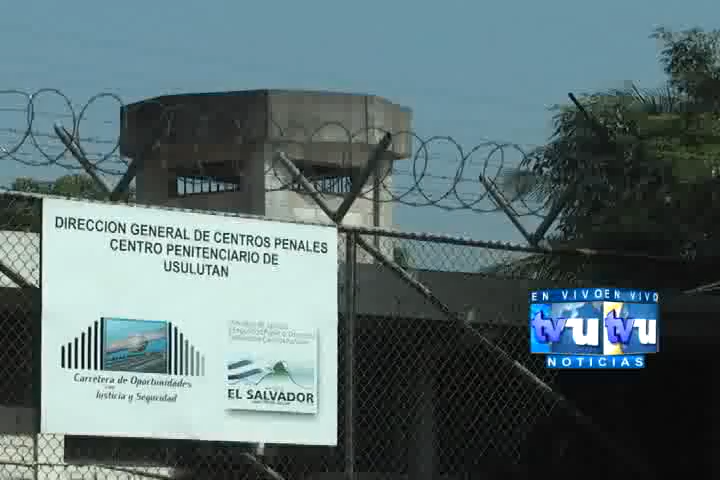 DIRECCION GENERAL DE CENTROS PENALES
CENTRO PENITENCIARIO DE
USULUTAN
Carretera de Oportunidades
con
Justicia y Seguridad
EL SALVADOR
EN VIVO EN VIVO
tvu tvu
NOTICIAS